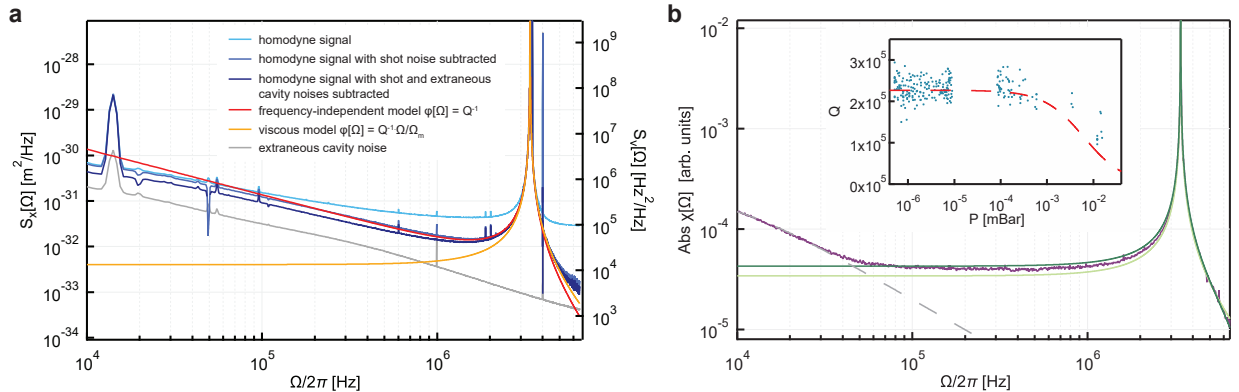 a
S_x[Ω] [m²/Hz]
10⁻²⁸
10⁻²⁹
10⁻³⁰
10⁻³¹
10⁻³²
10⁻³³
10⁻³⁴
homodyne signal
homodyne signal with shot noise subtracted
homodyne signal with shot and extraneous
cavity noises subtracted
frequency-independent model φ[Ω] = Q⁻¹
viscous model φ[Ω] = Q⁻¹Ω/Ω_m
extraneous cavity noise
10⁹
10⁸
10⁷
10⁶
10⁵
10⁴
10³
S_ν[Ω] [Hz²/Hz]
10⁴
10⁵
10⁶
Ω/2π [Hz]
b
Abs χ[Ω] [arb. units]
10⁻²
10⁻³
10⁻⁴
10⁻⁵
Q
3x10⁵
2x10⁵
1x10⁵
0x10⁵
10⁻⁶
10⁻⁵
10⁻⁴
10⁻³
10⁻²
P [mBar]
10⁴
10⁵
10⁶
Ω/2π [Hz]